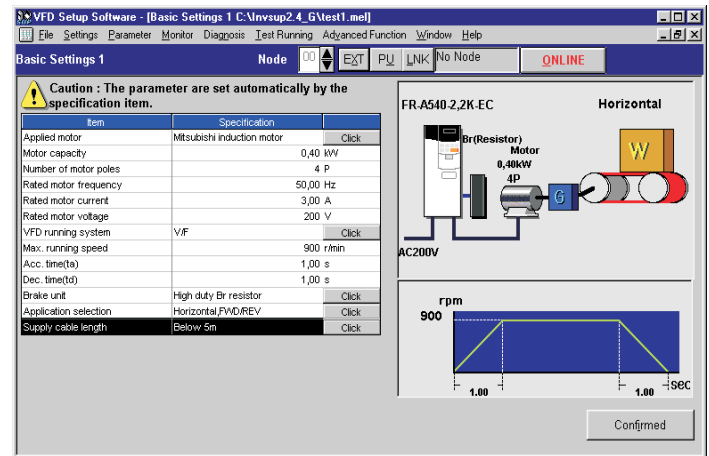 VFD Setup Software - [Basic Settings 1 C:\Invsup2.4_G\test1.mel]
File Settings Parameter Monitor Diagnosis Test Running Advanced Function Window Help
Basic Settings 1 Node 00 EXT PU LNK No Node ONLINE
Caution : The parameter are set automatically by the
specification item.
Item Specification
Applied motor Mitsubishi induction motor Click
Motor capacity 0,40 kW
Number of motor poles 4 P
Rated motor frequency 50,00 Hz
Rated motor current 3,00 A
Rated motor voltage 200 V
VFD running system V/F Click
Max. running speed 900 r/min
Acc. time(ta) 1,00 s
Dec. time(td) 1,00 s
Brake unit High duty Br resistor Click
Application selection Horizontal,FWD/REV Click
Supply cable length Below 5m Click
FR-A540-2,2K-EC Horizontal
Br(Resistor)
Motor
0,40kW
4P
G
W
AC200V
rpm
900
1.00 1.00 sec
Confirmed